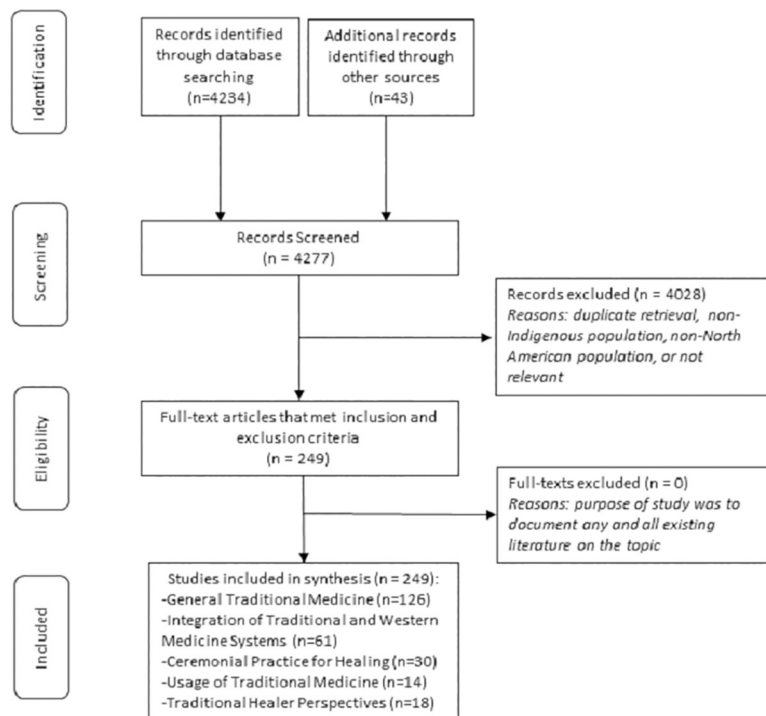 Identification
Records identified
through database
searching
(n=4234)
Additional records
identified through
other sources
(n=43)
Screening
Records Screened
(n = 4277)
Records excluded (n = 4028)
Reasons: duplicate retrieval, non-
Indigenous population, non-North
American population, or not
relevant
Eligibility
Full-text articles that met inclusion and
exclusion criteria
(n = 249)
Full-texts excluded (n = 0)
Reasons: purpose of study was to
document any and all existing
literature on the topic
Included
Studies included in synthesis (n = 249):
-General Traditional Medicine (n=126)
-Integration of Traditional and Western
Medicine Systems (n=61)
-Ceremonial Practice for Healing (n=30)
-Usage of Traditional Medicine (n=14)
-Traditional Healer Perspectives (n=18)